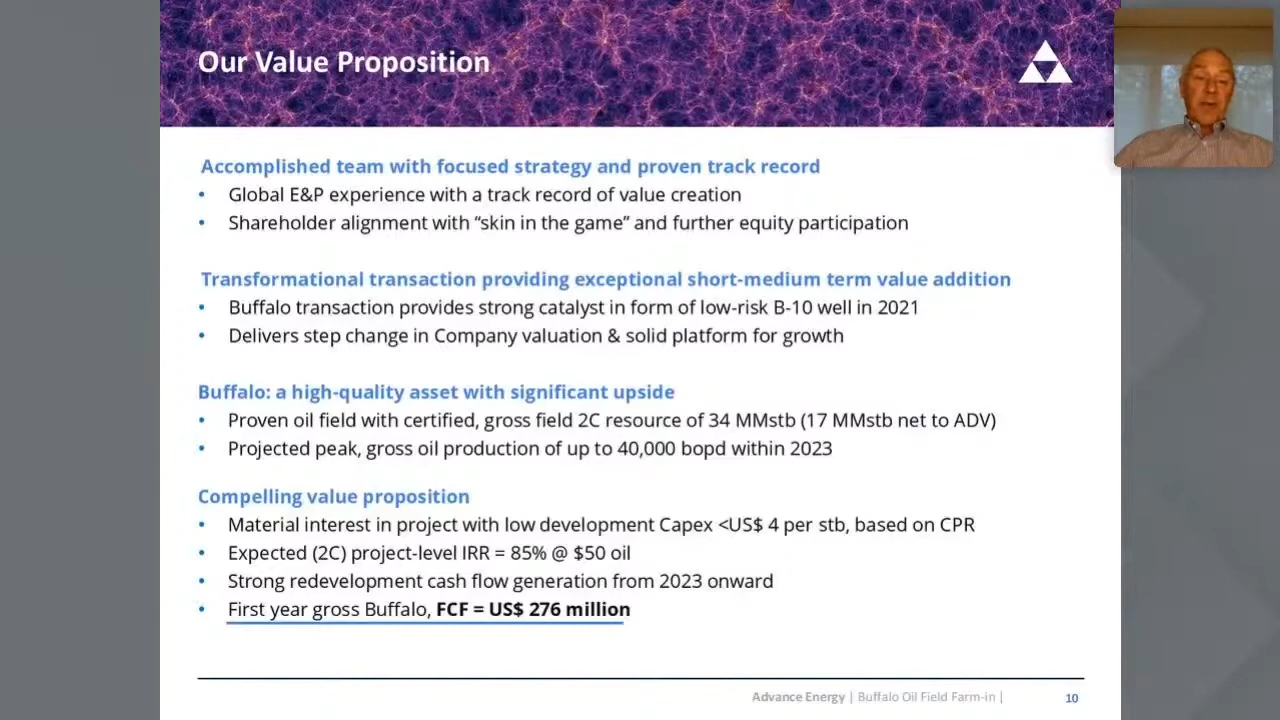 Our Value Proposition
Accomplished team with focused strategy and proven track record
• Global E&P experience with a track record of value creation
• Shareholder alignment with “skin in the game” and further equity participation
Transformational transaction providing exceptional short-medium term value addition
• Buffalo transaction provides strong catalyst in form of low-risk B-10 well in 2021
• Delivers step change in Company valuation & solid platform for growth
Buffalo: a high-quality asset with significant upside
• Proven oil field with certified, gross field 2C resource of 34 MMstb (17 MMstb net to ADV)
• Projected peak, gross oil production of up to 40,000 bopd within 2023
Compelling value proposition
• Material interest in project with low development Capex <US$ 4 per stb, based on CPR
• Expected (2C) project-level IRR = 85% @ $50 oil
• Strong redevelopment cash flow generation from 2023 onward
• First year gross Buffalo, FCF = US$ 276 million
Advance Energy | Buffalo Oil Field Farm-in | 10